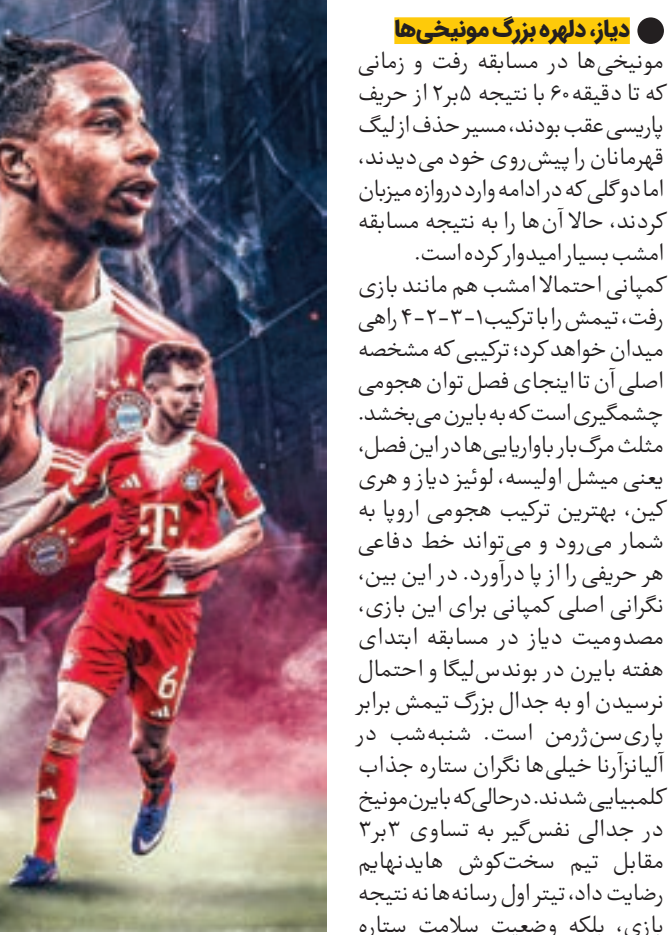 دیاز، دلهره بزرگ مونیخی‌ها
مونیخی‌ها در مسابقه رفت و زمانی
که تا دقیقه ۶۰ با نتیجه ۵بر۲ از حریف
پاریسی عقب بودند، مسیر حذف از لیگ
قهرمانان را پیش‌روی خود می‌دیدند،
اما دو گلی که در ادامه وارد دروازه میزبان
کردند، حالا آن‌ها را به نتیجه مسابقه
امشب بسیار امیدوار کرده است.
کمپانی احتمالا امشب هم مانند بازی
رفت، تیمش را با ترکیب ۱-۳-۲-۴ راهی
میدان خواهد کرد؛ ترکیبی که مشخصه
اصلی آن تا اینجای فصل توان هجومی
چشمگیری است که به بایرن می‌بخشد.
مثلث مرگ‌بار باواریایی‌ها در این فصل،
یعنی میشل اولیسه، لوئیز دیاز و هری
کین، بهترین ترکیب هجومی اروپا به
شمار می‌رود و می‌تواند خط دفاعی
هر حریفی را از پا درآورد. در این بین،
نگرانی اصلی کمپانی برای این بازی،
مصدومیت دیاز در مسابقه ابتدای
هفته بایرن در بوندس‌لیگا و احتمال
نرسیدن او به جدال بزرگ تیمش برابر
پاری‌سن‌ژرمن است. شنبه‌شب در
آلیانزآرنا خیلی‌ها نگران ستاره جذاب
کلمبیایی شدند. درحالی‌که بایرن‌مونیخ
در جدالی نفس‌گیر به تساوی ۳بر۳
مقابل تیم سخت‌کوش هایدنهایم
رضایت داد، تیتر اول رسانه‌ها نه نتیجه
بازی، بلکه وضعیت سلامت ستاره
T
6